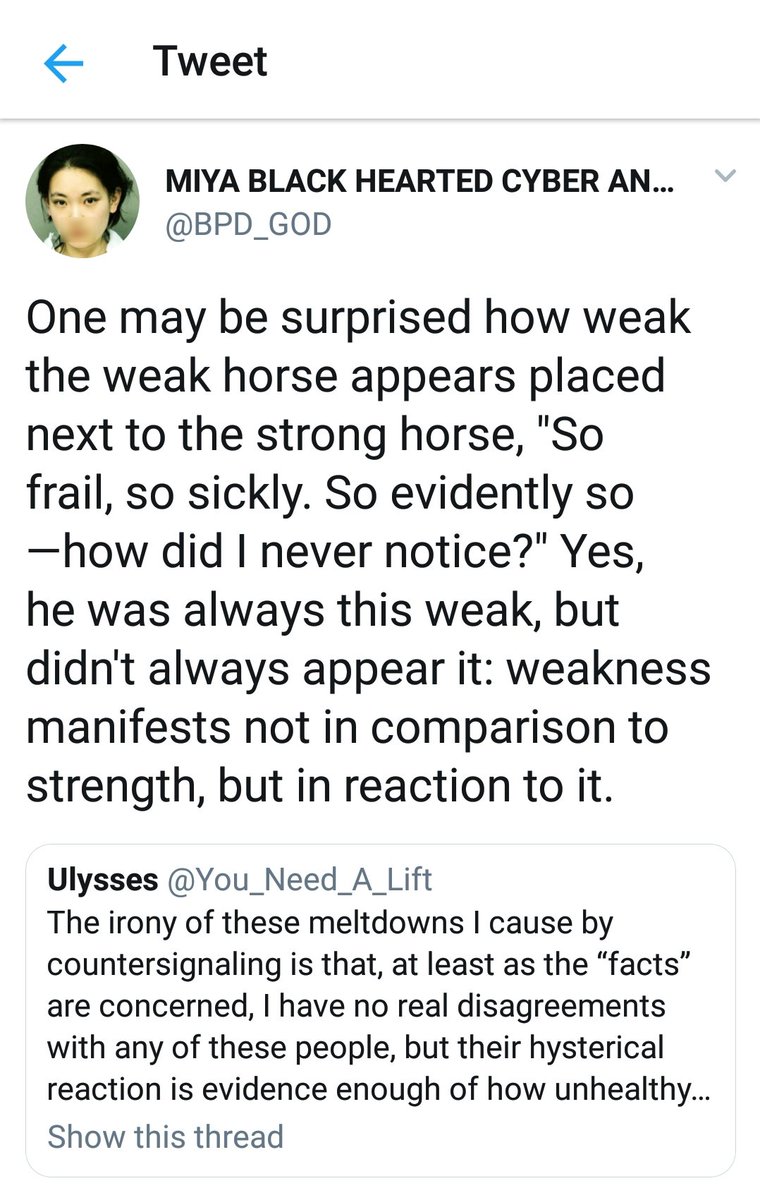 Tweet
MIYA BLACK HEARTED CYBER AN...
@BPD_GOD
One may be surprised how weak
the weak horse appears placed
next to the strong horse, "So
frail, so sickly. So evidently so
—how did I never notice?" Yes,
he was always this weak, but
didn't always appear it: weakness
manifests not in comparison to
strength, but in reaction to it.
Ulysses @You_Need_A_Lift
The irony of these meltdowns I cause by
countersignaling is that, at least as the “facts”
are concerned, I have no real disagreements
with any of these people, but their hysterical
reaction is evidence enough of how unhealthy...
Show this thread